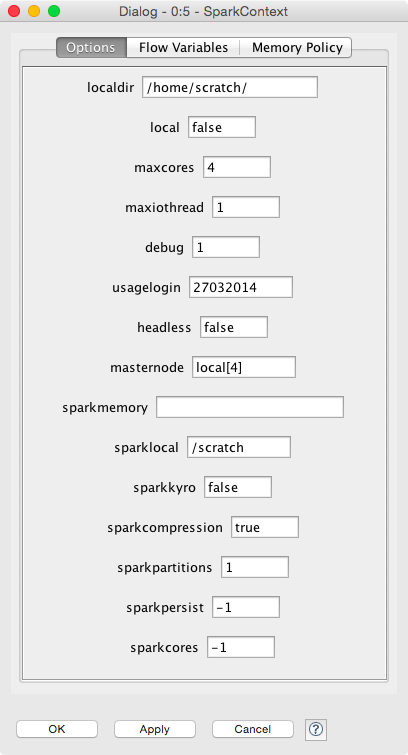 Dialog - 0:5 - SparkContext
Options Flow Variables Memory Policy
localdir /home/scratch/
local false
maxcores 4
maxiothread 1
debug 1
usagelogin 27032014
headless false
masternode local[4]
sparkmemory
sparklocal /scratch
sparkkyro false
sparkcompression true
sparkpartitions 1
sparkpersist -1
sparkcores -1
OK Apply Cancel ?